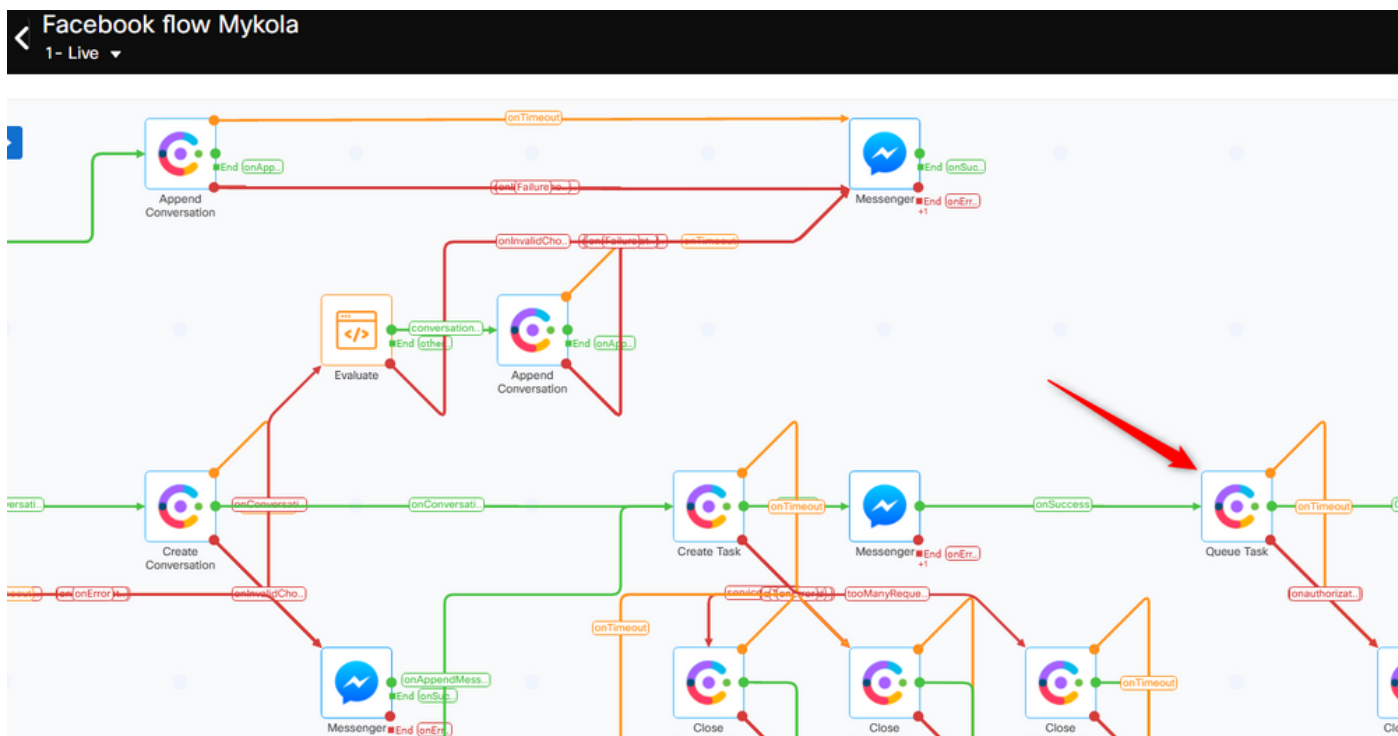 Facebook flow Mykola
1- Live
onTimeout
End onApp..
End onSuc..
Append
Conversation
Messenger
End onErr..
+1
onInvalidCho..
onTimeout
conversation..
End other..
End onApp..
Evaluate
Append
Conversation
onConversati..
onConversati..
onTimeout
onSuccess
onTimeout
Create
Conversation
Create Task
Messenger
End onErr..
+1
Queue Task
onError
onInvalidCho..
tooManyReque..
onauthorizat..
onTimeout
onAppendMess..
End onSuc..
onTimeout
Messenger
End onErr..
Close
Close
Close